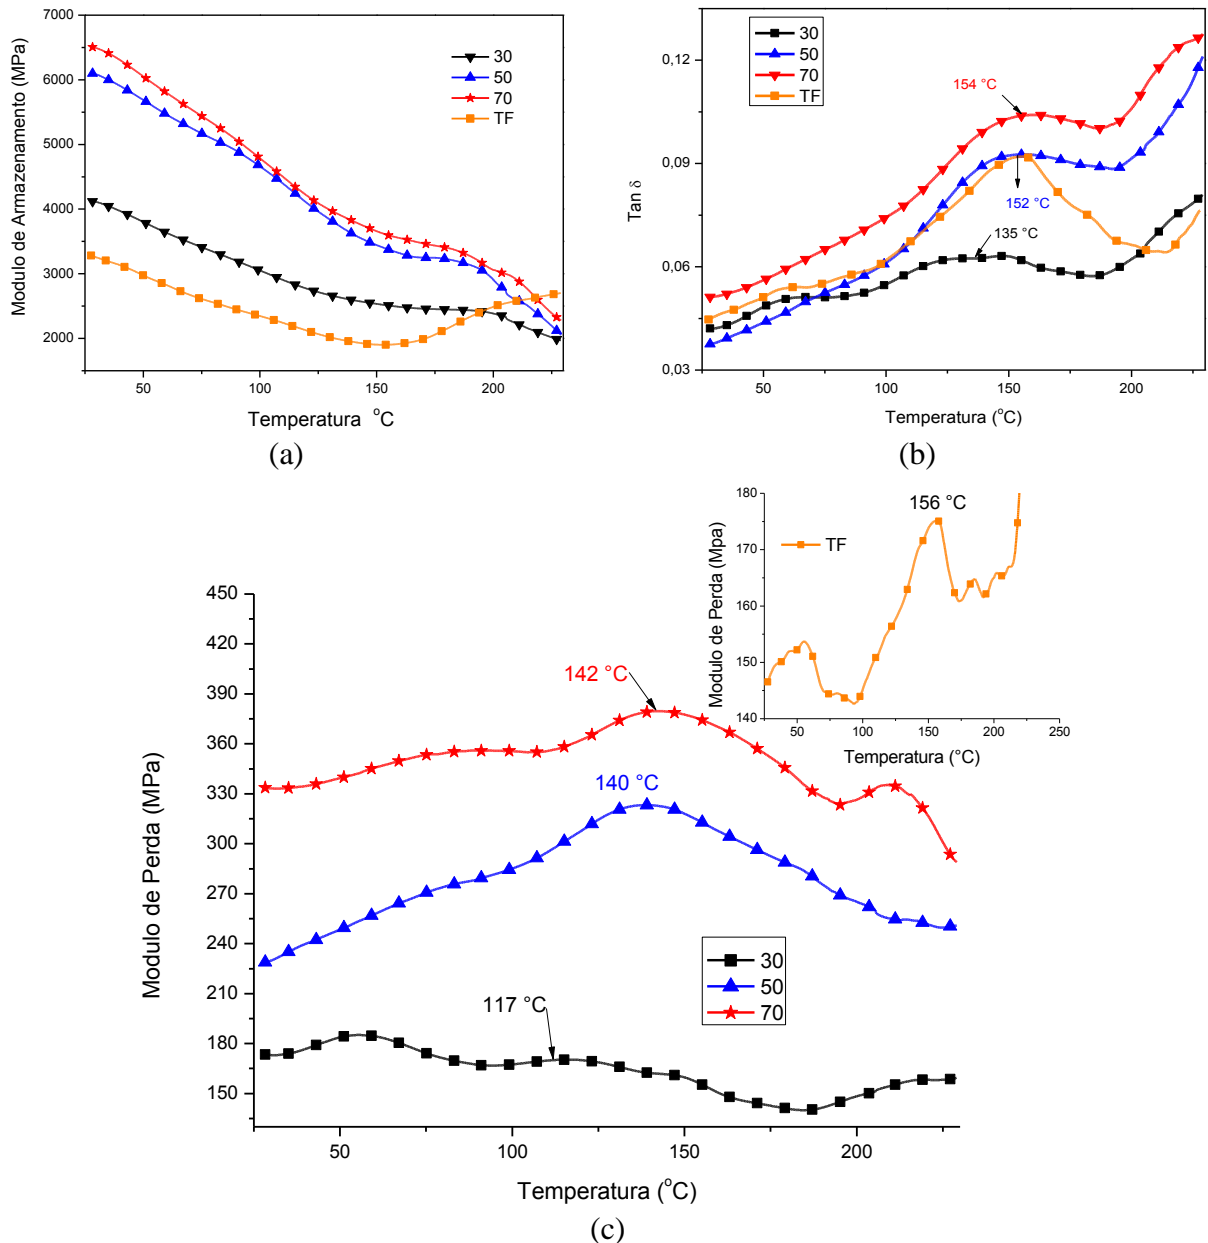 7000
6000
5000
4000
3000
2000
50
100
150
200
Modulo de Armazenamento (MPa)
Temperatura °C
30
50
70
TF
(a)
0,12
0,09
0,06
0,03
50
100
150
200
Tan δ
Temperatura (°C)
30
50
70
TF
154 °C
152 °C
135 °C
(b)
180
170
160
150
140
50
100
150
200
250
Modulo de Perda (Mpa)
Temperatura (°C)
TF
156 °C
450
420
390
360
330
300
270
240
210
180
150
50
100
150
200
Modulo de Perda (MPa)
Temperatura (°C)
142 °C
140 °C
117 °C
30
50
70
(c)